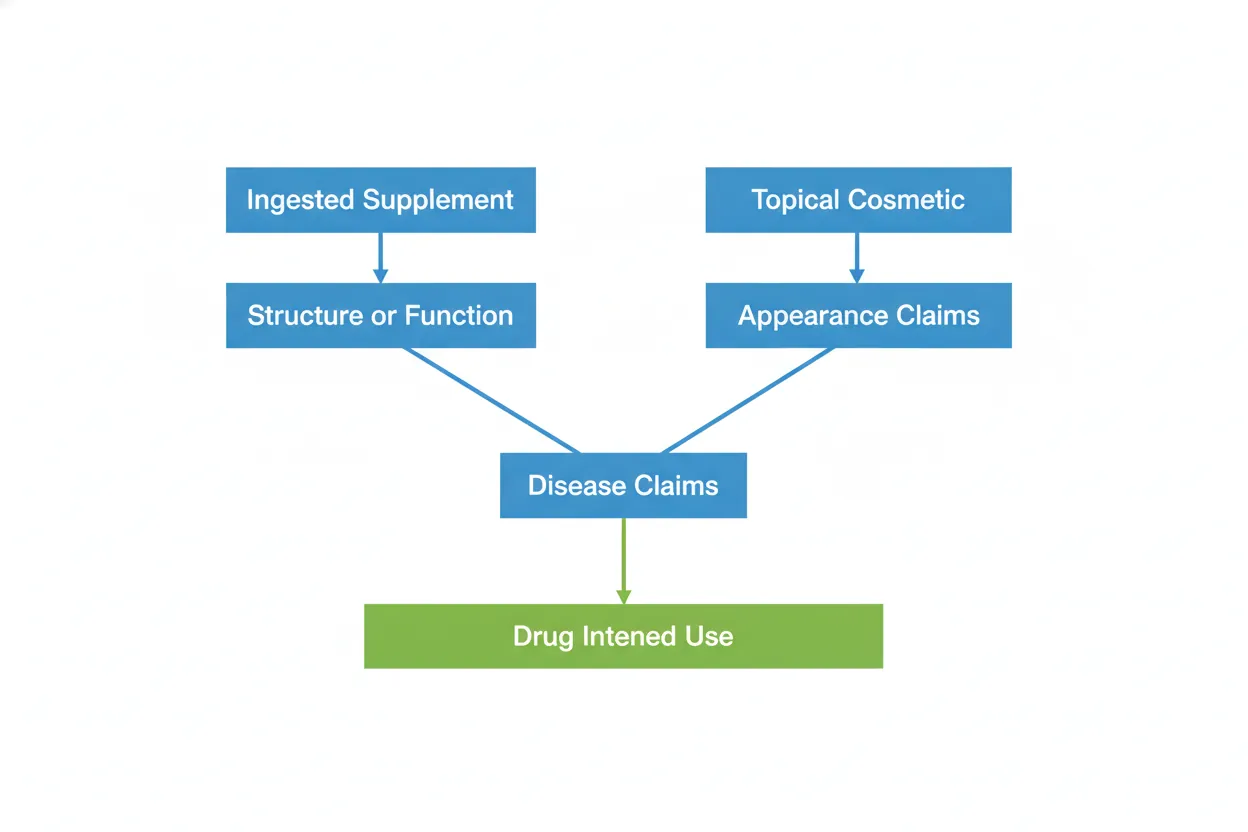 Ingested Supplement
Topical Cosmetic
Structure or Function
Appearance Claims
Disease Claims
Drug Intened Use